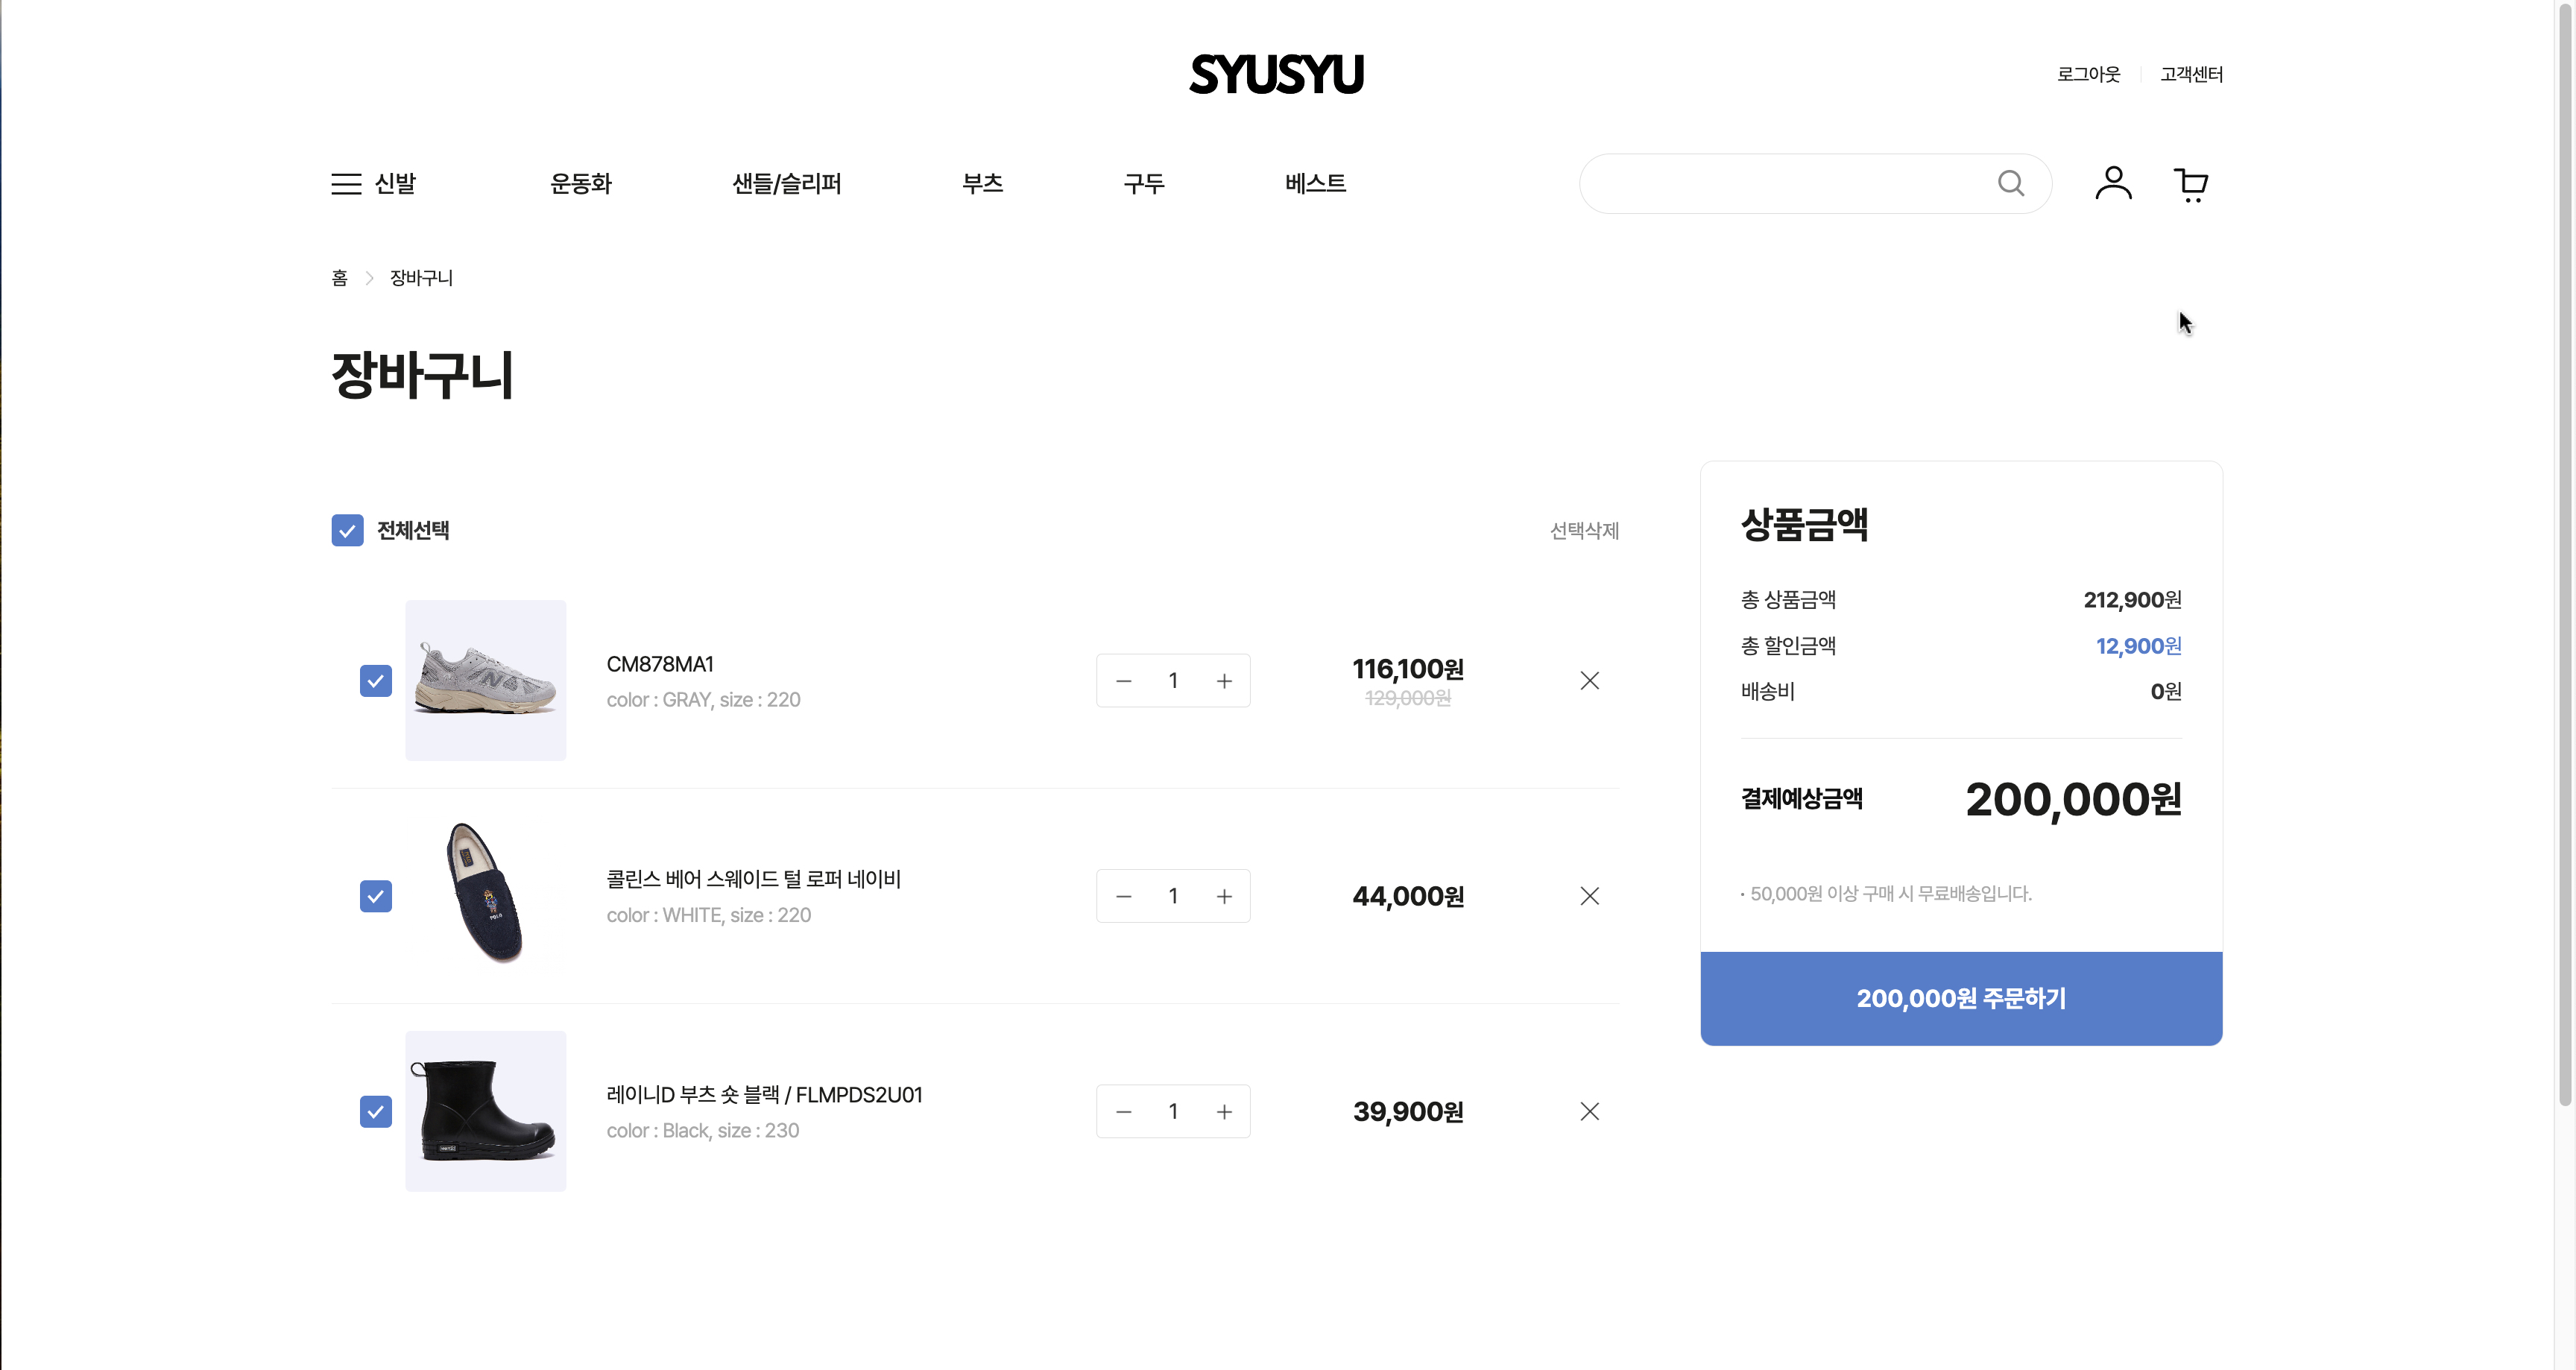 SYUSYU
로그아웃 고객센터
신발 운동화 샌들/슬리퍼 부츠 구두 베스트
홈 장바구니
장바구니
전체선택 선택삭제
CM878MA1
color : GRAY, size : 220
1
116,100원
129,000원
콜린스 베어 스웨이드 털 로퍼 네이비
color : WHITE, size : 220
1
44,000원
POLO
레이니D 부츠 숏 블랙 / FLMPDS2U01
color : Black, size : 230
1
39,900원
상품금액
총 상품금액 212,900원
총 할인금액 12,900원
배송비 0원
결제예상금액 200,000원
· 50,000원 이상 구매 시 무료배송입니다.
200,000원 주문하기